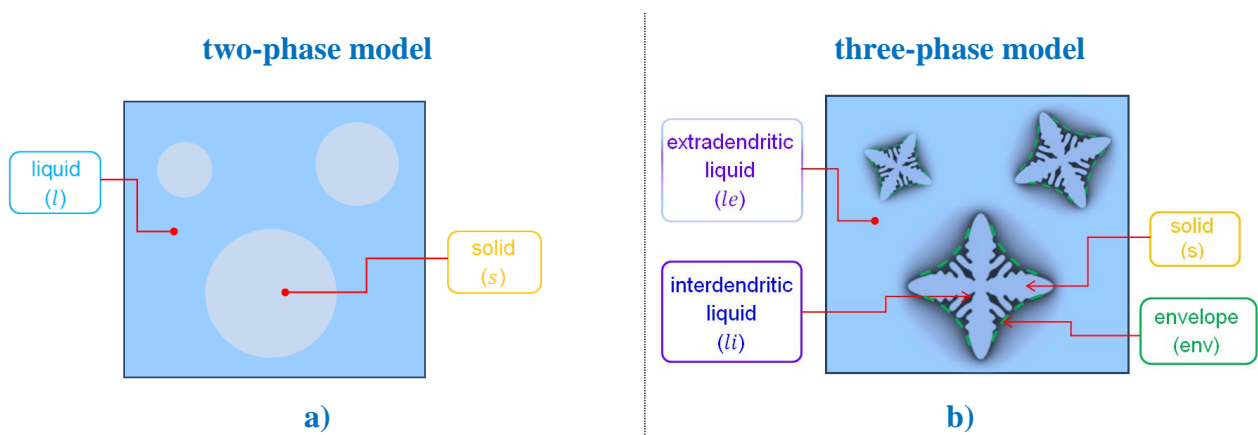 two-phase model
liquid
(l)
solid
(s)
a)
three-phase model
extradendritic
liquid
(le)
interdendritic
liquid
(li)
solid
(s)
envelope
(env)
b)